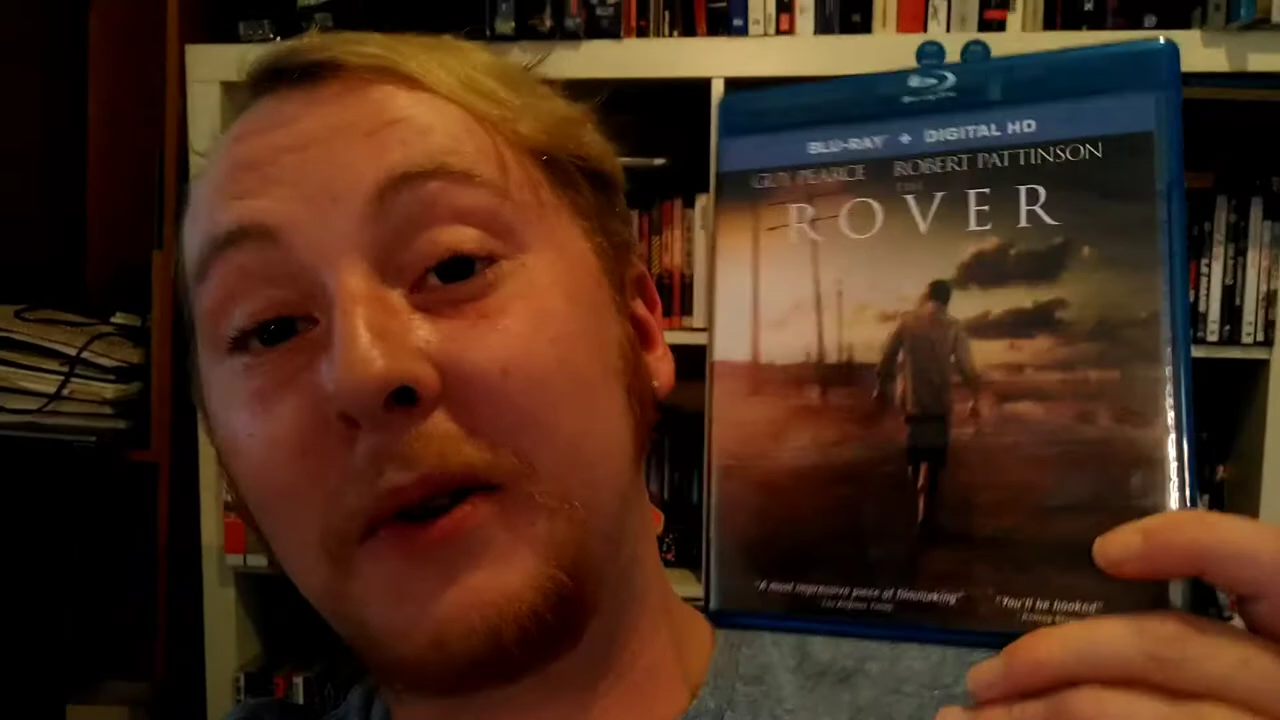 BLU-RAY + DIGITAL HD
GUY PEARCE ROBERT PATTINSON
THE
ROVER
"A most impressive piece of filmmaking" "You'll be hooked"